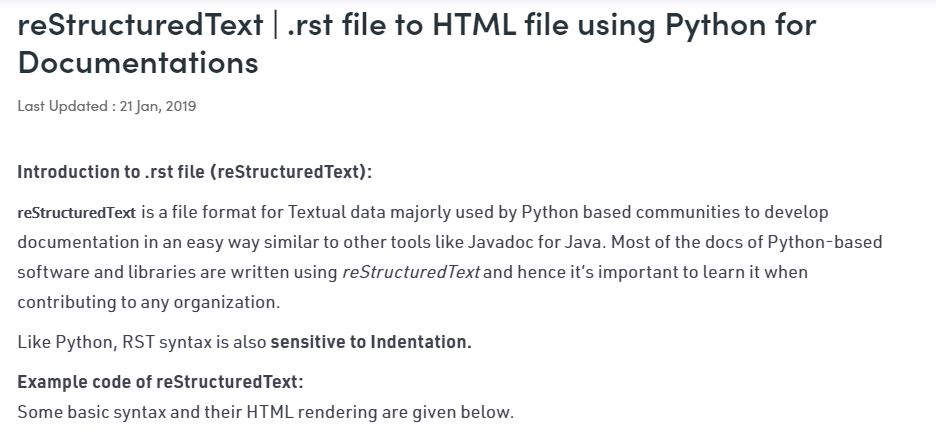 reStructuredText | .rst file to HTML file using Python for
Documentations
Last Updated : 21 Jan, 2019
Introduction to .rst file (reStructuredText):
reStructuredText is a file format for Textual data majorly used by Python based communities to develop
documentation in an easy way similar to other tools like Javadoc for Java. Most of the docs of Python-based
software and libraries are written using reStructuredText and hence it’s important to learn it when
contributing to any organization.
Like Python, RST syntax is also sensitive to Indentation.
Example code of reStructuredText:
Some basic syntax and their HTML rendering are given below.